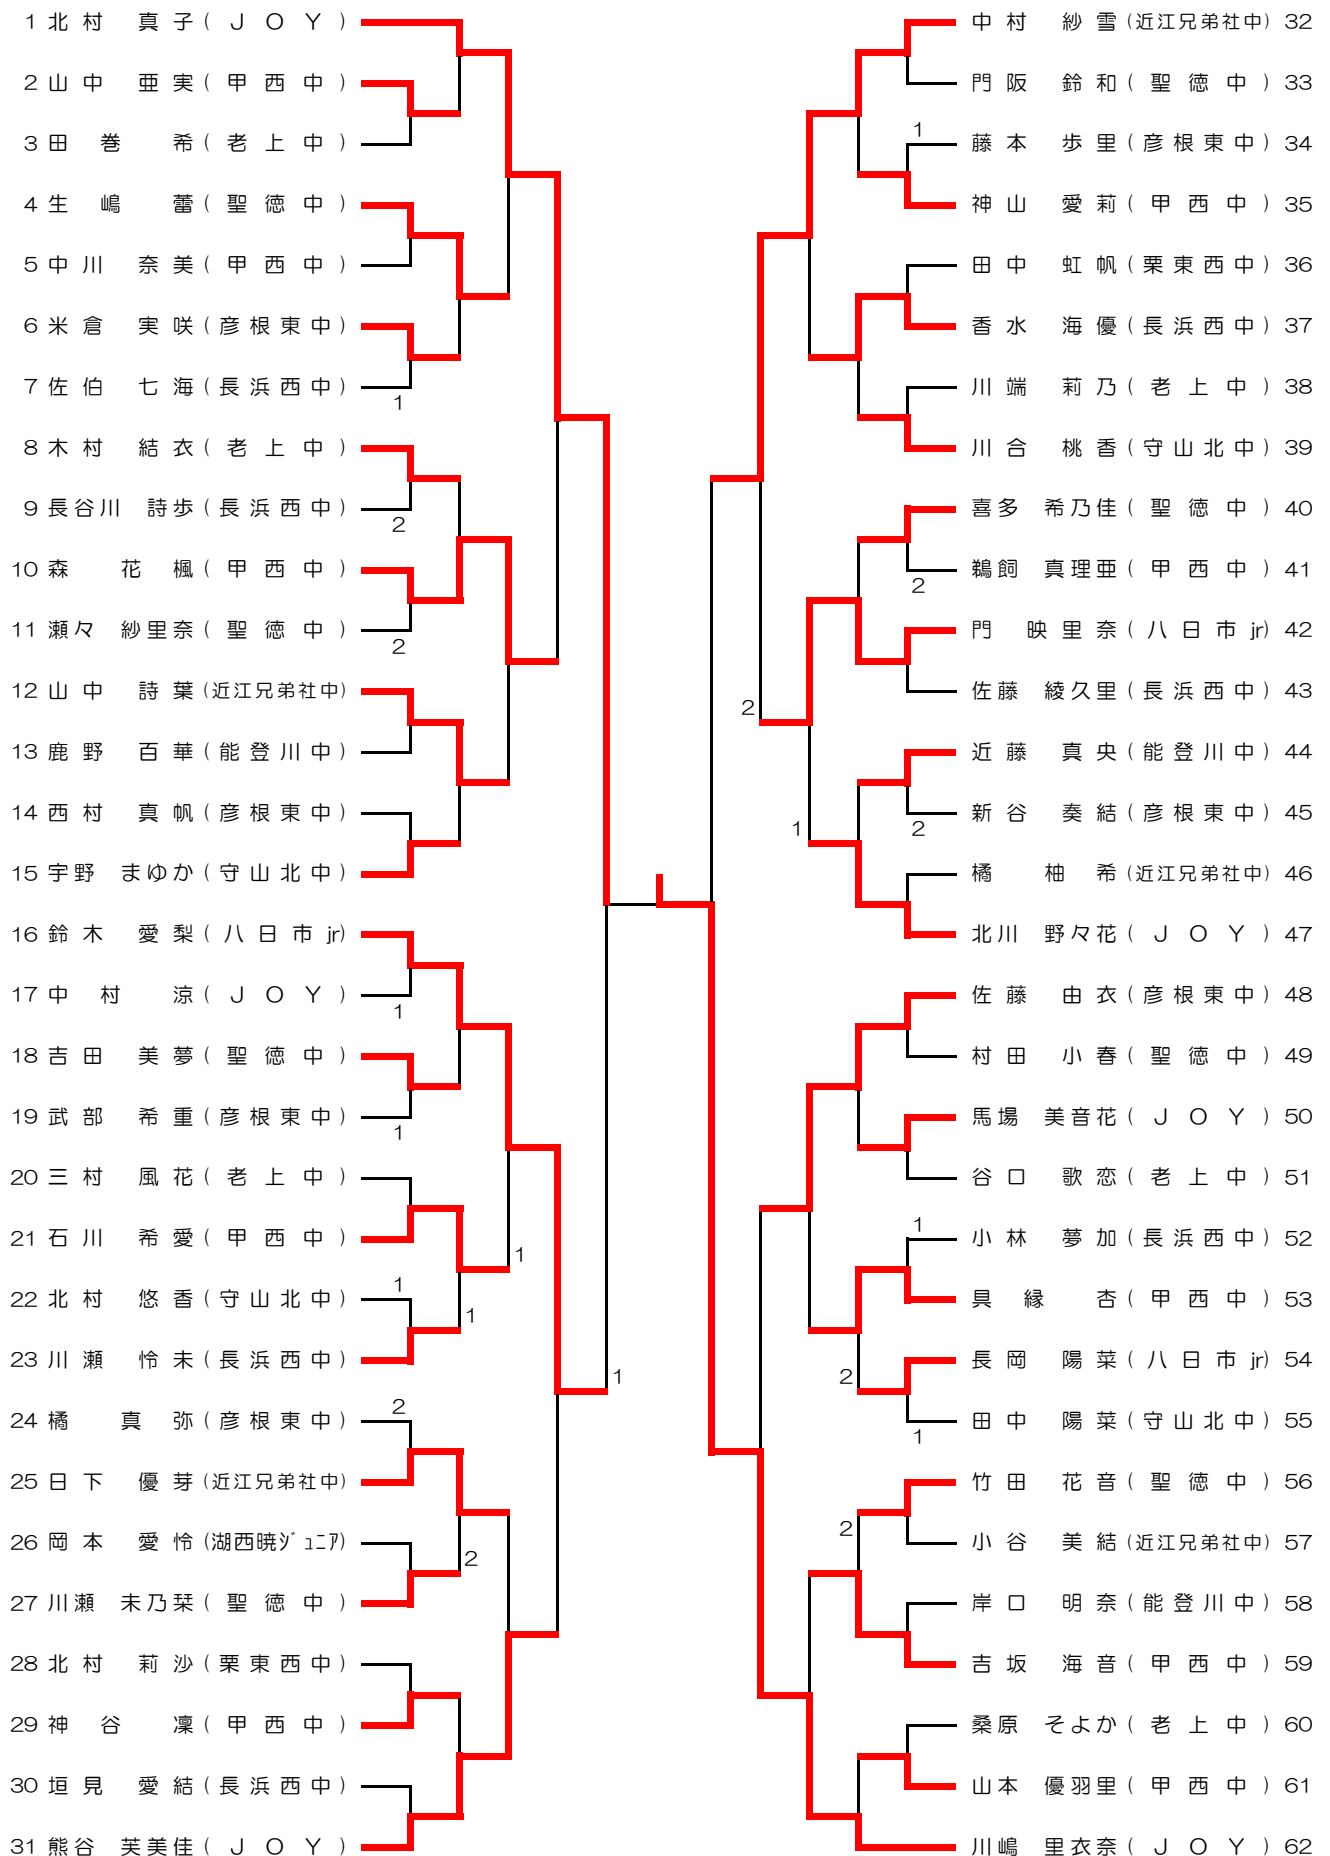 1 北村 真子 ( J O Y )
2 山中 亜実 ( 甲西中 )
3 田巻 希 ( 老上中 )
4 生嶋 蕾 ( 聖徳中 )
5 中川 奈美 ( 甲西中 )
6 米倉 実咲 ( 彦根東中 )
7 佐伯 七海 ( 長浜西中 )
1
8 木村 結衣 ( 老上中 )
9 長谷川 詩歩 ( 長浜西中 )
2
10 森 花楓 ( 甲西中 )
11 瀬々 紗里奈 ( 聖徳中 )
2
12 山中 詩葉 (近江兄弟社中)
13 鹿野 百華 ( 能登川中 )
14 西村 真帆 ( 彦根東中 )
15 宇野 まゆか ( 守山北中 )
16 鈴木 愛梨 ( 八日市jr)
17 中村 涼 ( J O Y )
1
18 吉田 美夢 ( 聖徳中 )
19 武部 希重 ( 彦根東中 )
1
20 三村 風花 ( 老上中 )
21 石川 希愛 ( 甲西中 )
1
22 北村 悠香 ( 守山北中 )
1
1
23 川瀬 怜未 ( 長浜西中 )
1
24 橘 真弥 ( 彦根東中 )
2
25 日下 優芽 (近江兄弟社中)
26 岡本 愛怜 (湖西暁ジュニア)
2
27 川瀬 未乃栞 ( 聖徳中 )
28 北村 莉沙 ( 栗東西中 )
29 神谷 凜 ( 甲西中 )
30 垣見 愛結 ( 長浜西中 )
31 熊谷 芙美佳 ( J O Y )
中村 紗雪 (近江兄弟社中) 32
門阪 鈴和 ( 聖徳中 ) 33
1
藤本 歩里 ( 彦根東中 ) 34
神山 愛莉 ( 甲西中 ) 35
田中 虹帆 ( 栗東西中 ) 36
香水 海優 ( 長浜西中 ) 37
川端 莉乃 ( 老上中 ) 38
川合 桃香 ( 守山北中 ) 39
喜多 希乃佳 ( 聖徳中 ) 40
鵜飼 真理亜 ( 甲西中 ) 41
2
門 映里奈 ( 八日市jr) 42
佐藤 綾久里 ( 長浜西中 ) 43
2
近藤 真央 ( 能登川中 ) 44
新谷 奏結 ( 彦根東中 ) 45
2
1
橘 柚希 (近江兄弟社中) 46
北川 野々花 ( J O Y ) 47
佐藤 由衣 ( 彦根東中 ) 48
村田 小春 ( 聖徳中 ) 49
馬場 美音花 ( J O Y ) 50
谷口 歌恋 ( 老上中 ) 51
1
小林 夢加 ( 長浜西中 ) 52
具縁 杏 ( 甲西中 ) 53
長岡 陽菜 ( 八日市jr) 54
2
田中 陽菜 ( 守山北中 ) 55
1
竹田 花音 ( 聖徳中 ) 56
2
小谷 美結 (近江兄弟社中) 57
岸口 明奈 ( 能登川中 ) 58
吉坂 海音 ( 甲西中 ) 59
桑原 そよか ( 老上中 ) 60
山本 優羽里 ( 甲西中 ) 61
川嶋 里衣奈 ( J O Y ) 62